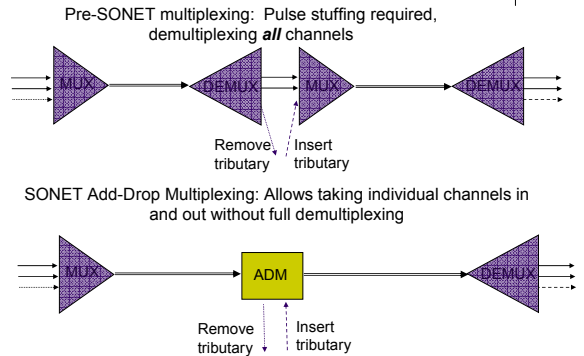 Pre-SONET multiplexing: Pulse stuffing required,
demultiplexing all channels
MUX
DEMUX
MUX
DEMUX
Remove
tributary
Insert
tributary
SONET Add-Drop Multiplexing: Allows taking individual channels in
and out without full demultiplexing
MUX
ADM
DEMUX
Remove
tributary
Insert
tributary